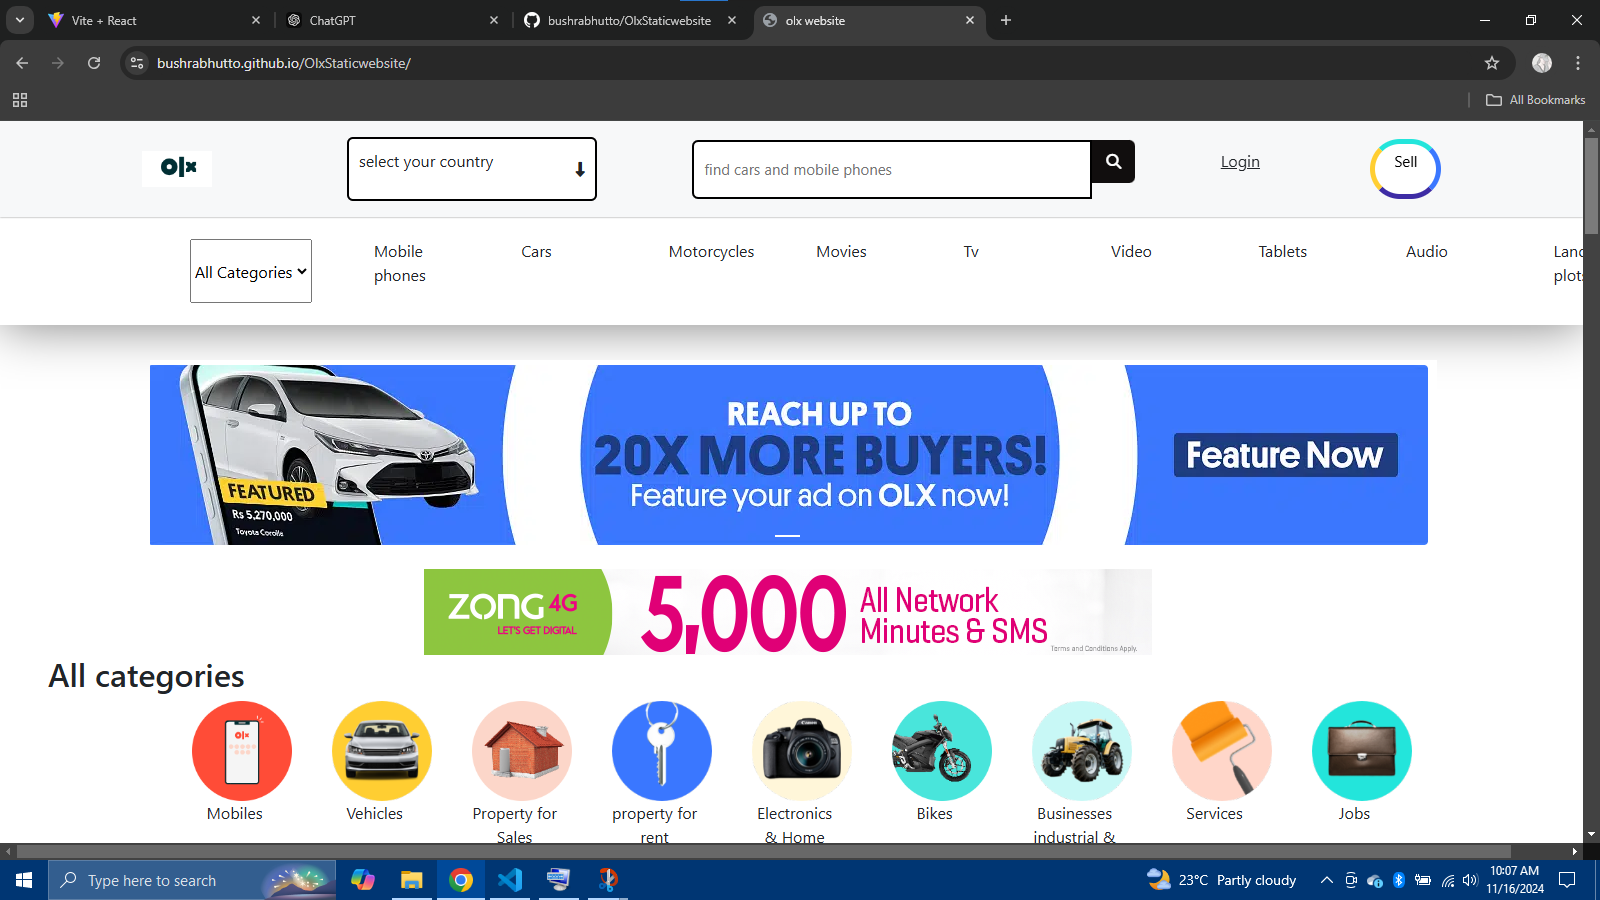 Vite + React
ChatGPT
bushrabhutto/OlxStaticwebsite
olx website
bushrabhutto.github.io/OlxStaticwebsite/
All Bookmarks
olx
select your country
find cars and mobile phones
Login
Sell
All Categories
Mobile phones
Cars
Motorcycles
Movies
Tv
Video
Tablets
Audio
Land plots
REACH UP TO
20X MORE BUYERS!
Feature your ad on OLX now!
Feature Now
FEATURED
Rs 5,270,000
Toyota Corolla
ZONG 4G
LET'S GET DIGITAL
5,000
All Network
Minutes & SMS
Terms and Conditions Apply.
All categories
olx
Canon
Mobiles
Vehicles
Property for
Sales
property for
rent
Electronics
& Home
Bikes
Businesses
industrial &
Services
Jobs
Type here to search
23°C Partly cloudy
10:07 AM
11/16/2024